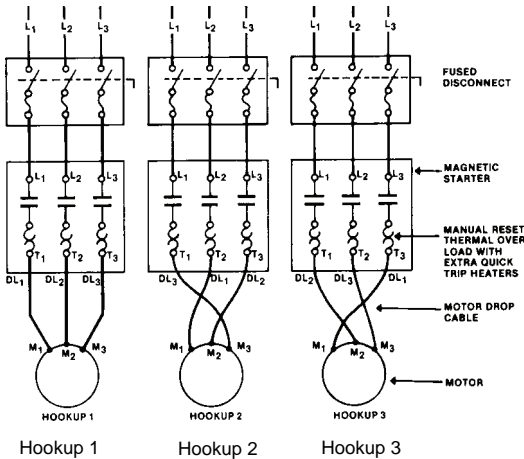 L1 L2 L3 L1 L2 L3 L1 L2 L3
FUSED
DISCONNECT
L1 L2 L3 L1 L2 L3 L1 L2 L3
MAGNETIC
STARTER
MANUAL RESET
THERMAL OVER
LOAD WITH
EXTRA QUICK
TRIP HEATERS
T1 T2 T3 T1 T2 T3 T1 T2 T3
DL1 DL2 DL3 DL3 DL1 DL2 DL2 DL3 DL1
MOTOR DROP
CABLE
M1 M2 M3 M1 M2 M3 M1 M2 M3
MOTOR
HOOKUP 1 HOOKUP 2 HOOKUP 3
Hookup 1 Hookup 2 Hookup 3